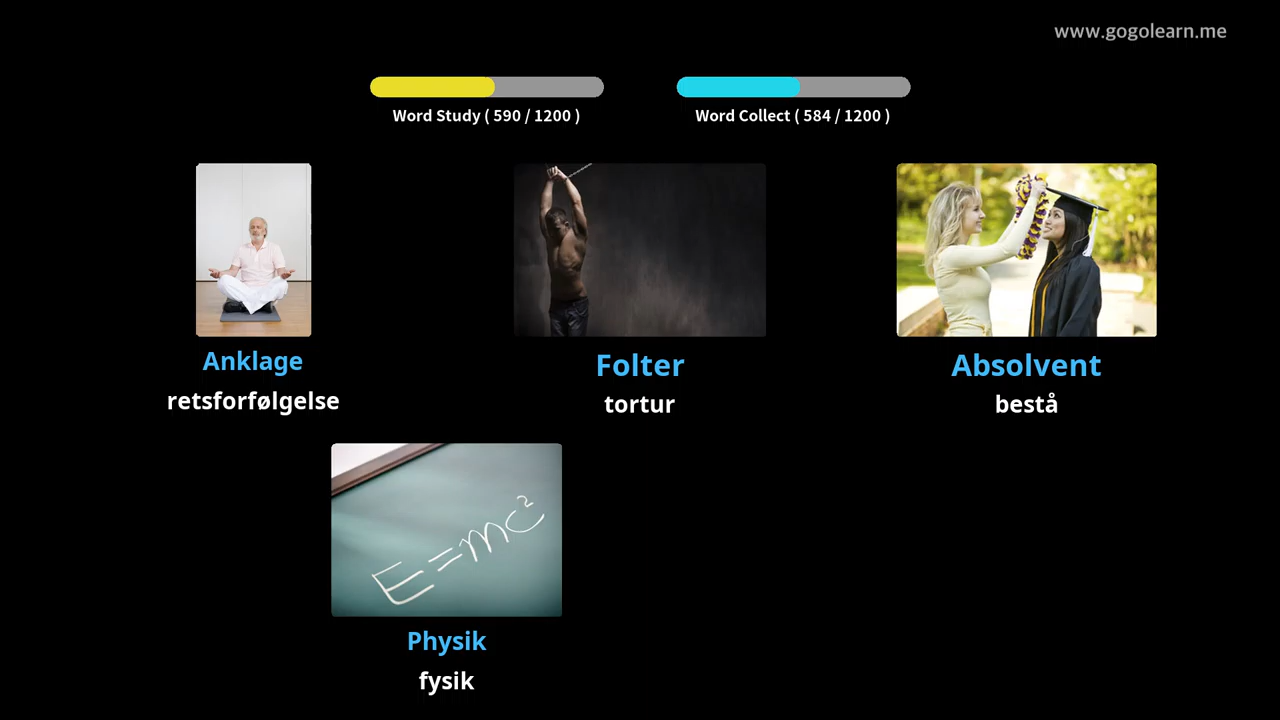 www.gogolearn.me
Word Study ( 590 / 1200 )
Word Collect ( 584 / 1200 )
Anklage
retsforfølgelse
Folter
tortur
Absolvent
bestå
E=mc²
Physik
fysik